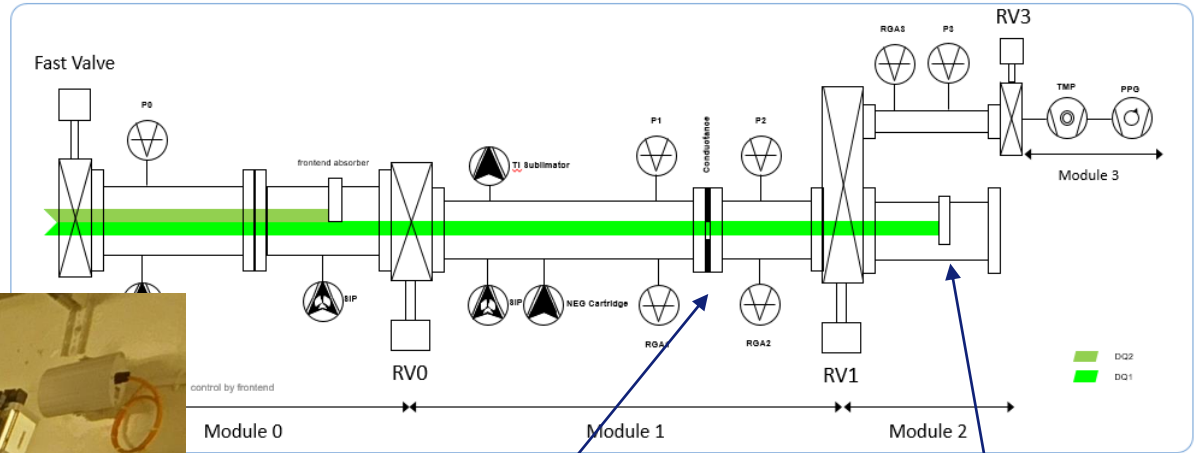 RV3
RGA3
P3
Fast Valve
TMP
PPG
P0
P1
Conductance
P2
frontend absorber
Ti Sublimator
Module 3
SIP
SIP
NEG Cartridge
RGA2
DQ2
RV0
RV1
DQ1
control by frontend
Module 0
Module 1
Module 2